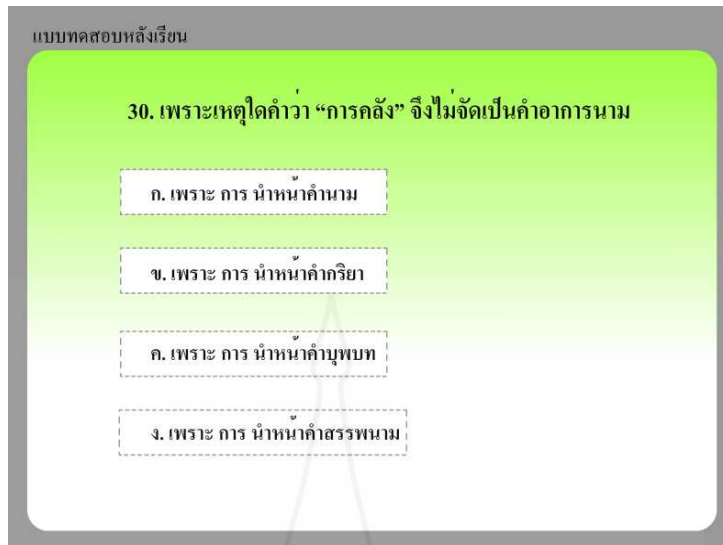 แบบทดสอบหลังเรียน
30. เพราะเหตุใดคำว่า “การคลัง” จึงไม่จัดเป็นคำอาการนาม
ก. เพราะ การ นำหน้าคำนาม
ข. เพราะ การ นำหน้าคำกริยา
ค. เพราะ การ นำหน้าคำบุพบท
ง. เพราะ การ นำหน้าคำสรรพนาม